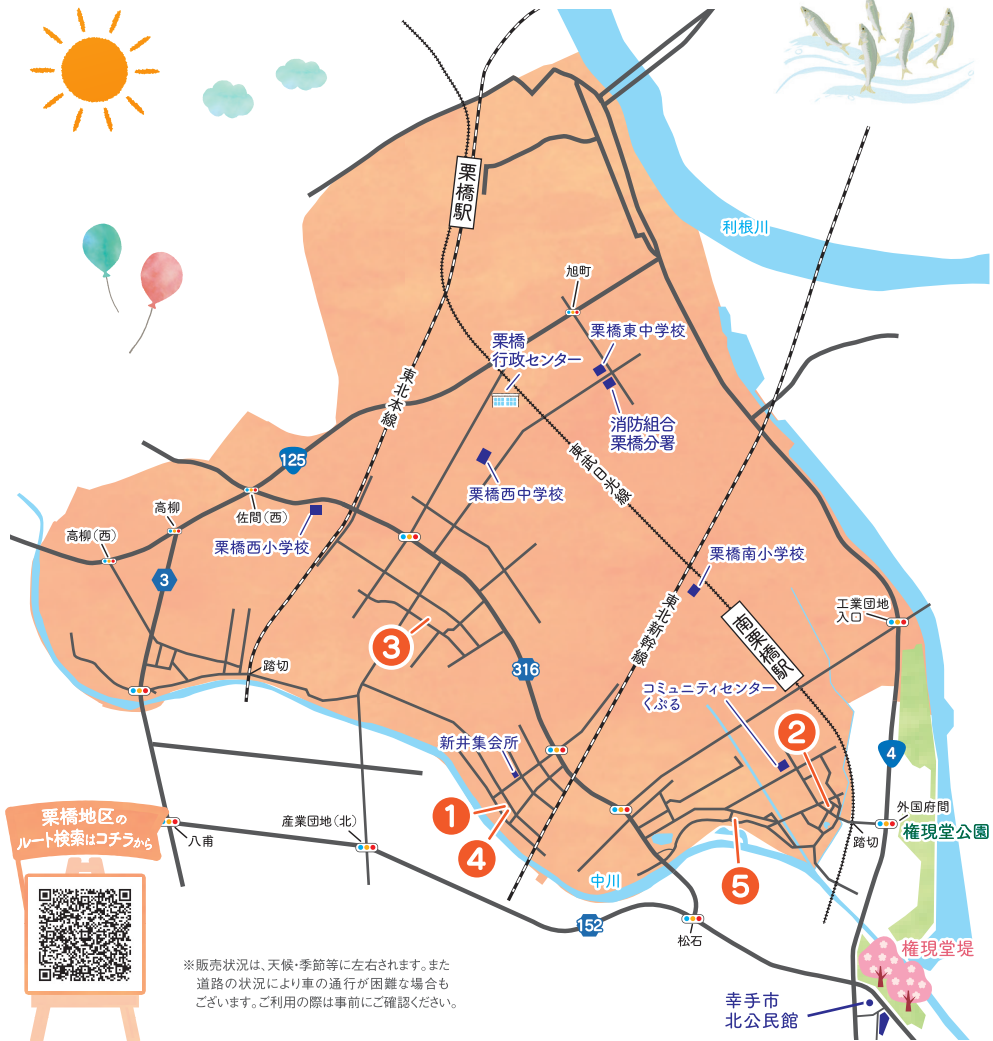 栗橋駅
利根川
旭町
栗橋東中学校
栗橋
行政センター
東北本線
消防組合
栗橋分署
125
東武日光線
栗橋西中学校
高柳
佐間（西）
高柳（西）
栗橋西小学校
栗橋南小学校
3
工業団地
入口
東北新幹線
南栗橋駅
3
316
踏切
コミュニティセンター
くぷる
2
新井集会所
4
1
外国府間
権現堂公園
踏切
栗橋地区の
ルート検索はコチラから
八甫
産業団地（北）
4
5
中川
152
松石
権現堂堤
※販売状況は、天候・季節等に左右されます。また
道路の状況により車の通行が困難な場合も
ございます。ご利用の際は事前にご確認ください。
幸手市
北公民館